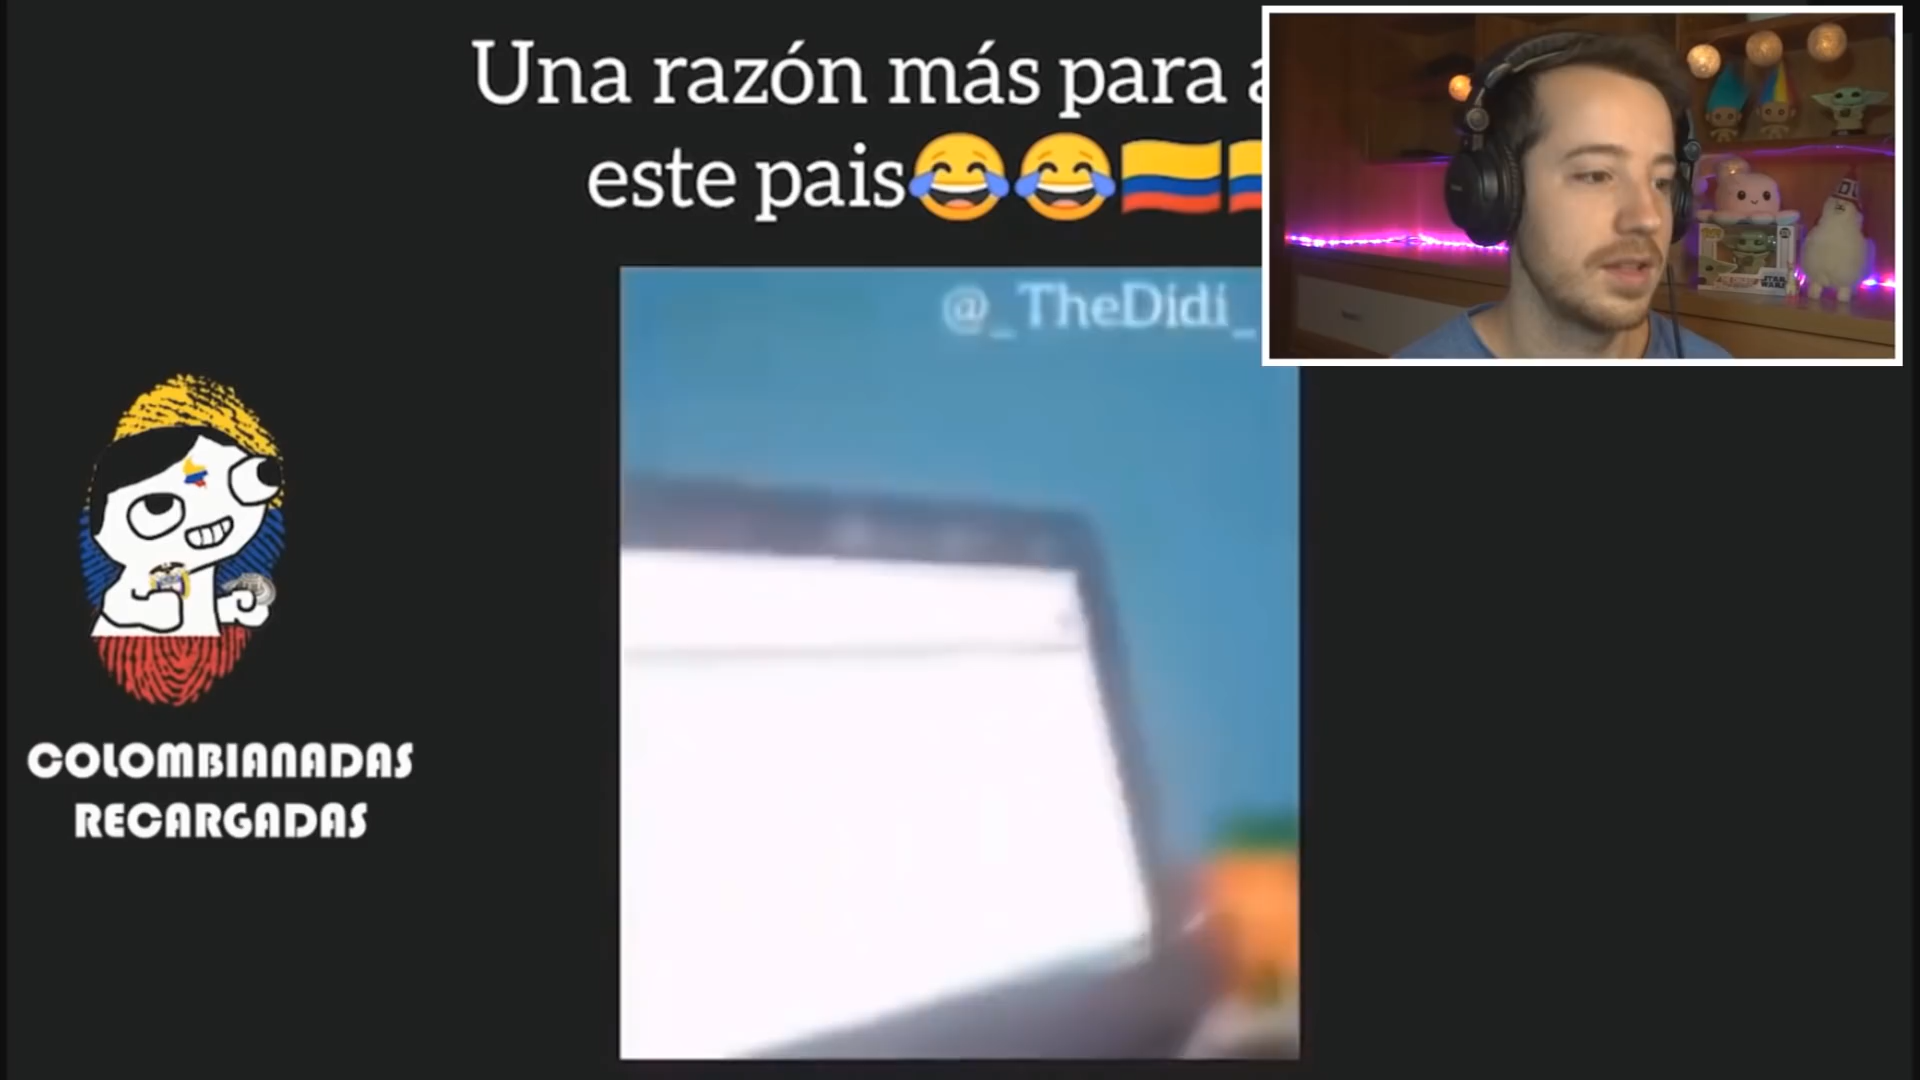 Una razón más para a
este pais😂😂🇨🇴🇨🇴
@_TheDidi_
COLOMBIANADAS
RECARGADAS